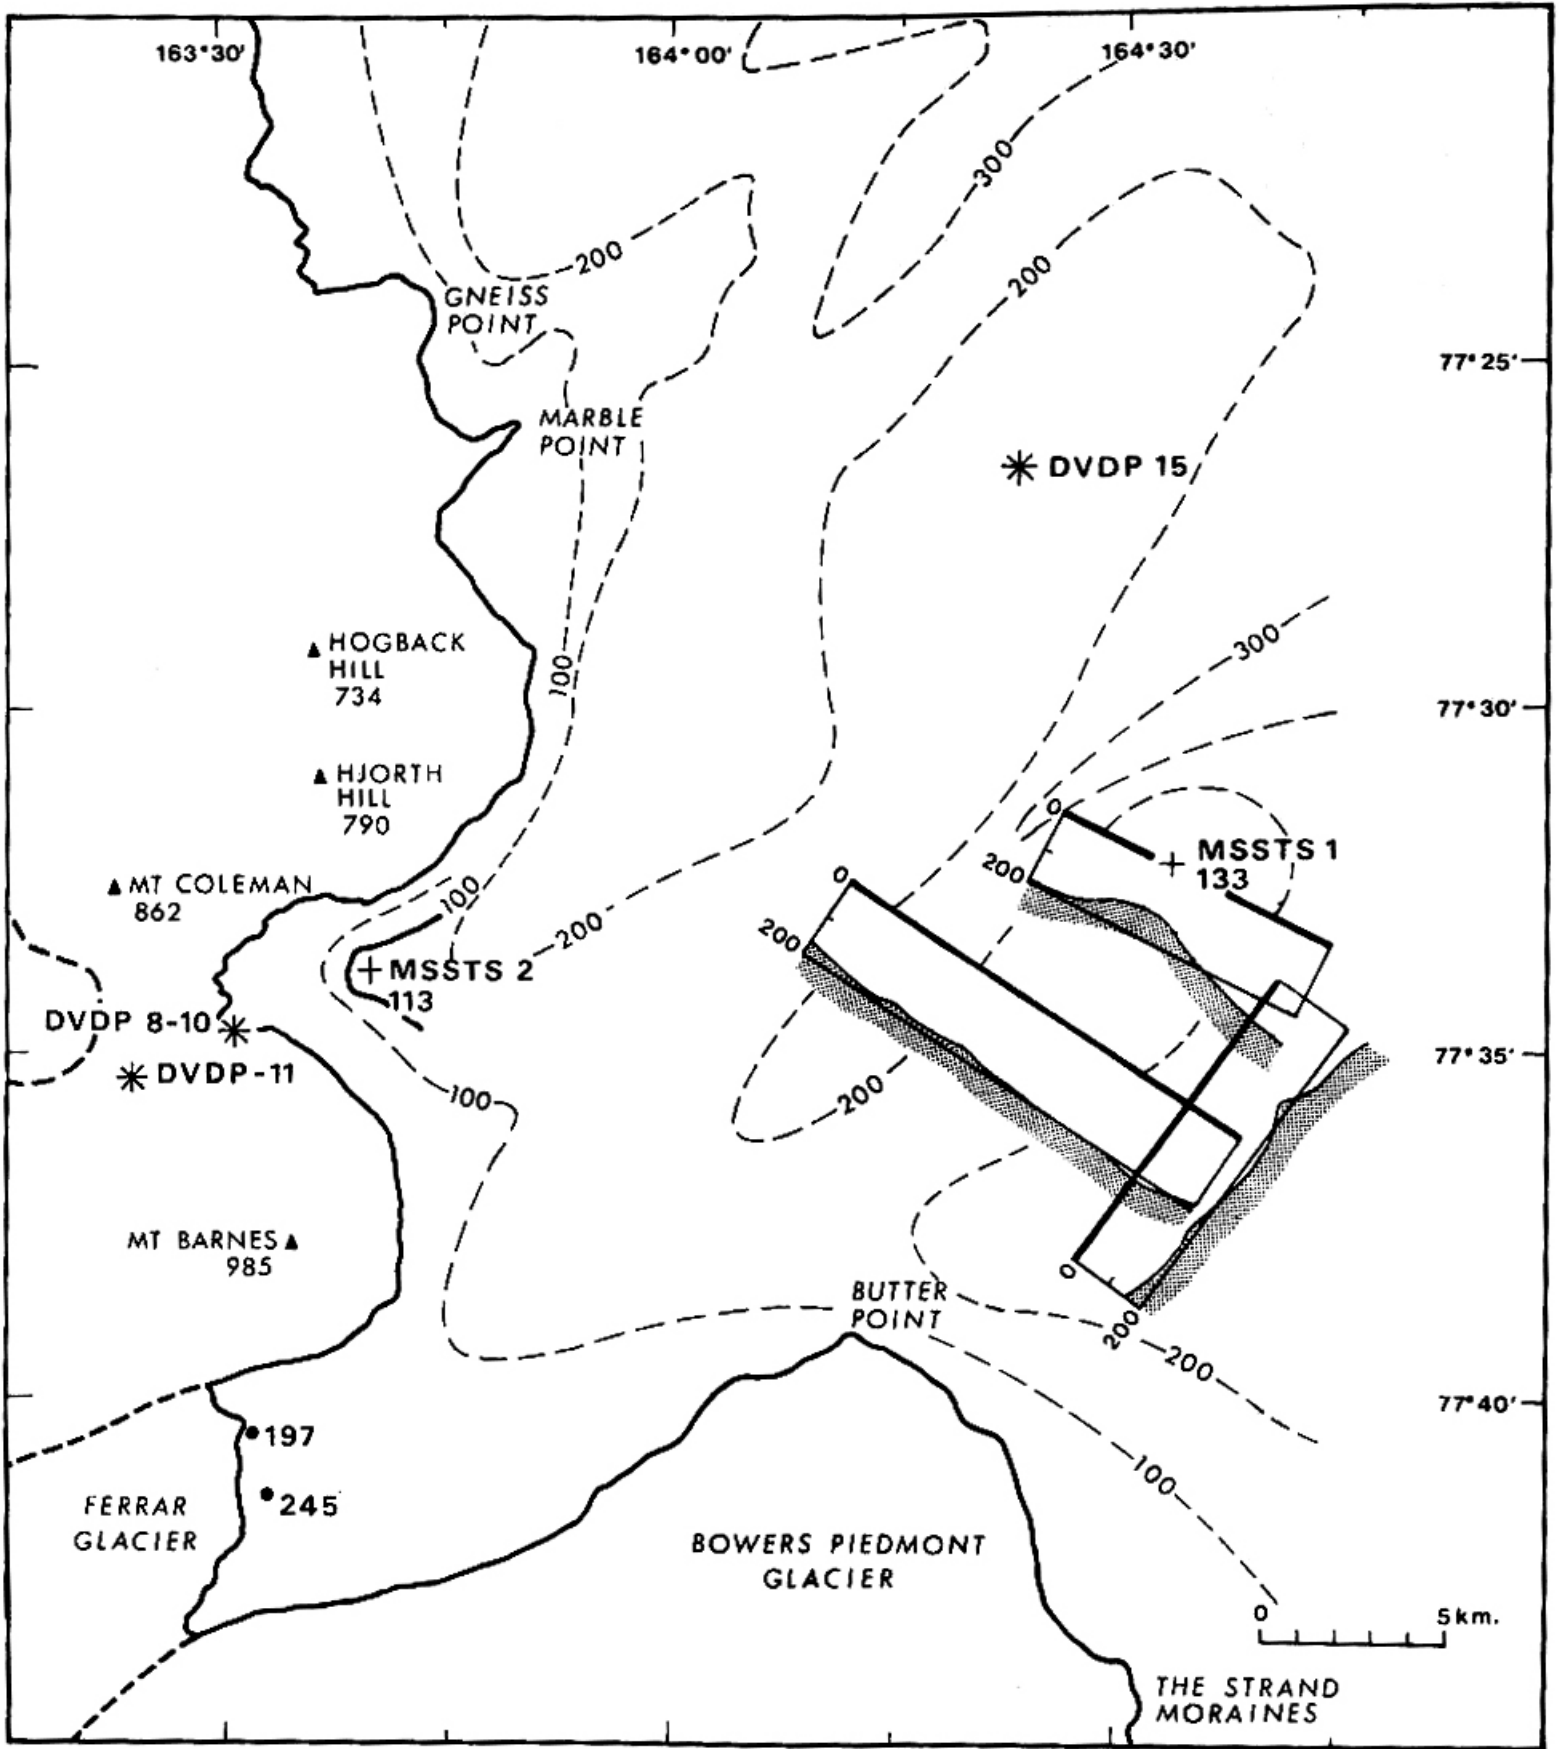 163°30'
164°00'
164°30'
300
200
200
GNEISS
POINT
77°25'
MARBLE
POINT
DVDP 15
HOGBACK
HILL
734
300
100
77°30'
HJORTH
HILL
790
0
MSSTS 1
133
200
0
MT COLEMAN
862
100
200
200
MSSTS 2
113
DVDP 8-10
77°35'
DVDP-11
100
200
MT BARNES
985
0
BUTTER
POINT
200
200
77°40'
197
100
245
FERRAR
GLACIER
BOWERS PIEDMONT
GLACIER
0
5km.
THE STRAND
MORAINES